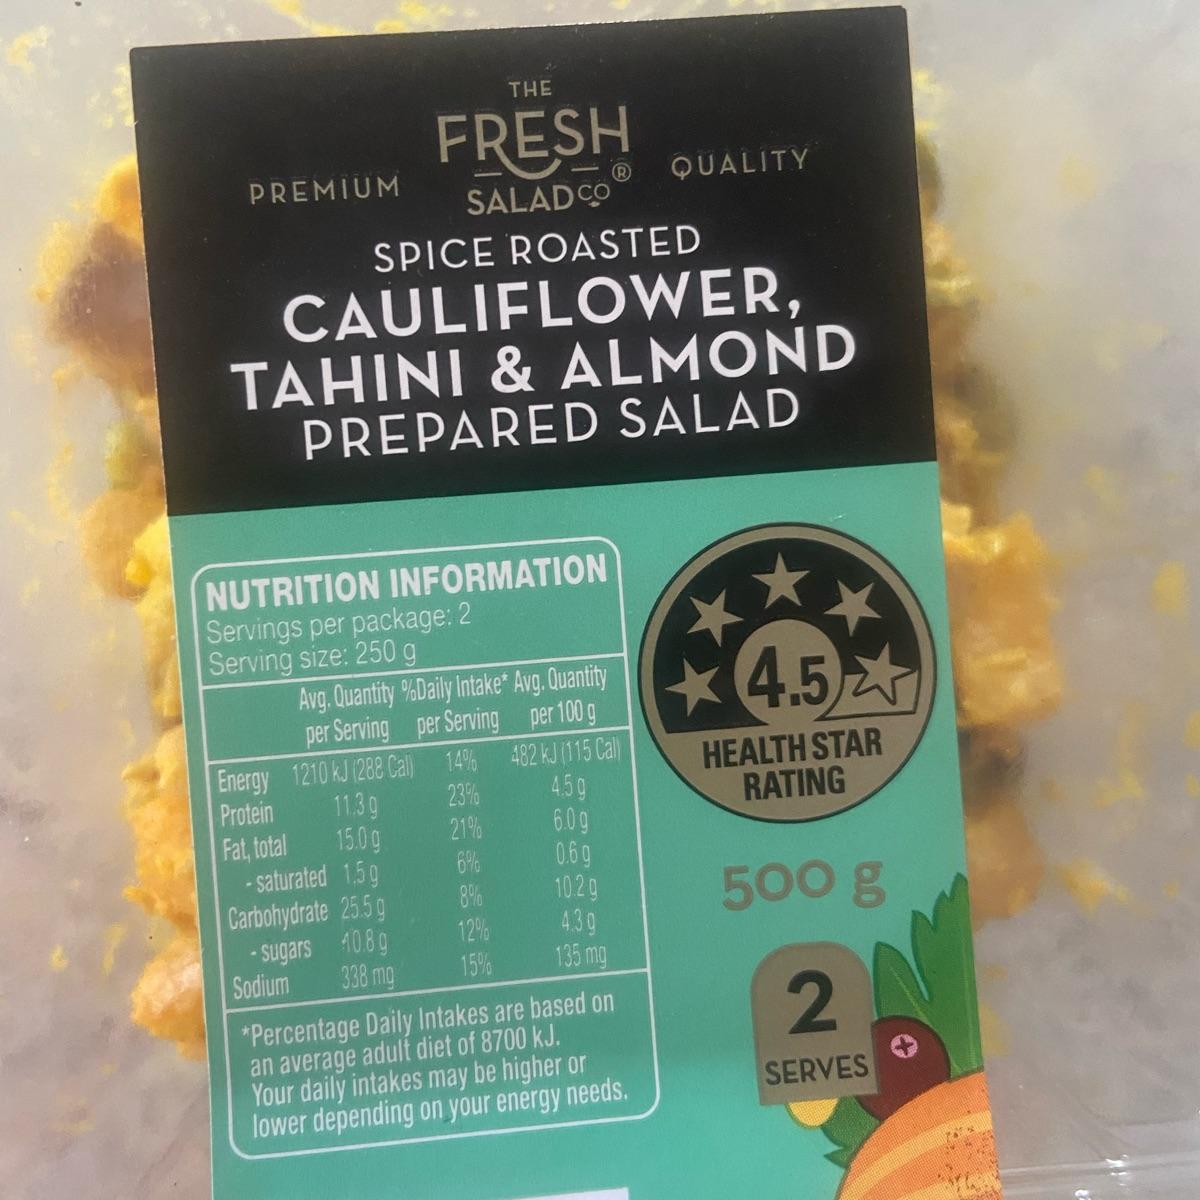 THE
FRESH
SALAD CO®
PREMIUM
QUALITY
SPICE ROASTED
CAULIFLOWER,
TAHINI & ALMOND
PREPARED SALAD
NUTRITION INFORMATION
Servings per package: 2
Serving size: 250 g
Avg. Quantity %Daily Intake* Avg. Quantity
per Serving per Serving per 100 g
Energy 1210 kJ (288 Cal) 14% 482 kJ (115 Cal)
Protein 11.3 g 23% 4.5 g
Fat, total 15.0 g 21% 6.0 g
- saturated 1.5 g 6% 0.6 g
Carbohydrate 25.5 g 8% 10.2 g
- sugars 10.8 g 12% 4.3 g
Sodium 338 mg 15% 135 mg
*Percentage Daily Intakes are based on
an average adult diet of 8700 kJ.
Your daily intakes may be higher or
lower depending on your energy needs.
4.5
HEALTH STAR
RATING
500 g
2
SERVES